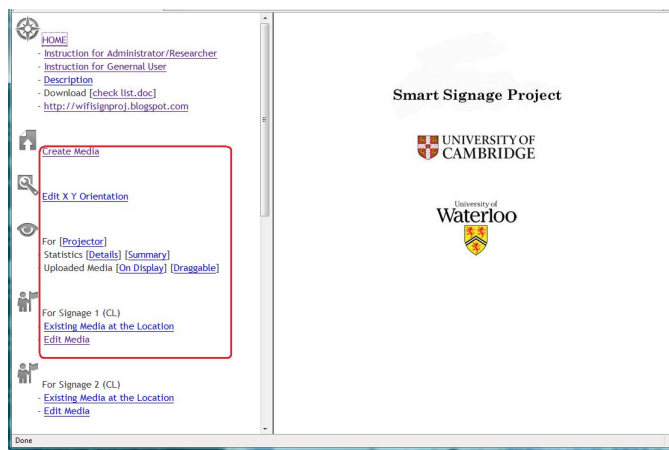 HOME
- Instruction for Administrator/Researcher
- Instruction for Genernal User
- Description
- Download [check list.doc]
- http://wifisignproj.blogspot.com
Create Media
Edit X Y Orientation
For [Projector]
Statistics [Details] [Summary]
Uploaded Media [On Display] [Draggable]
For Signage 1 (CL)
- Existing Media at the Location
- Edit Media
For Signage 2 (CL)
- Existing Media at the Location
- Edit Media
Done
Smart Signage Project
UNIVERSITY OF
CAMBRIDGE
University of
Waterloo